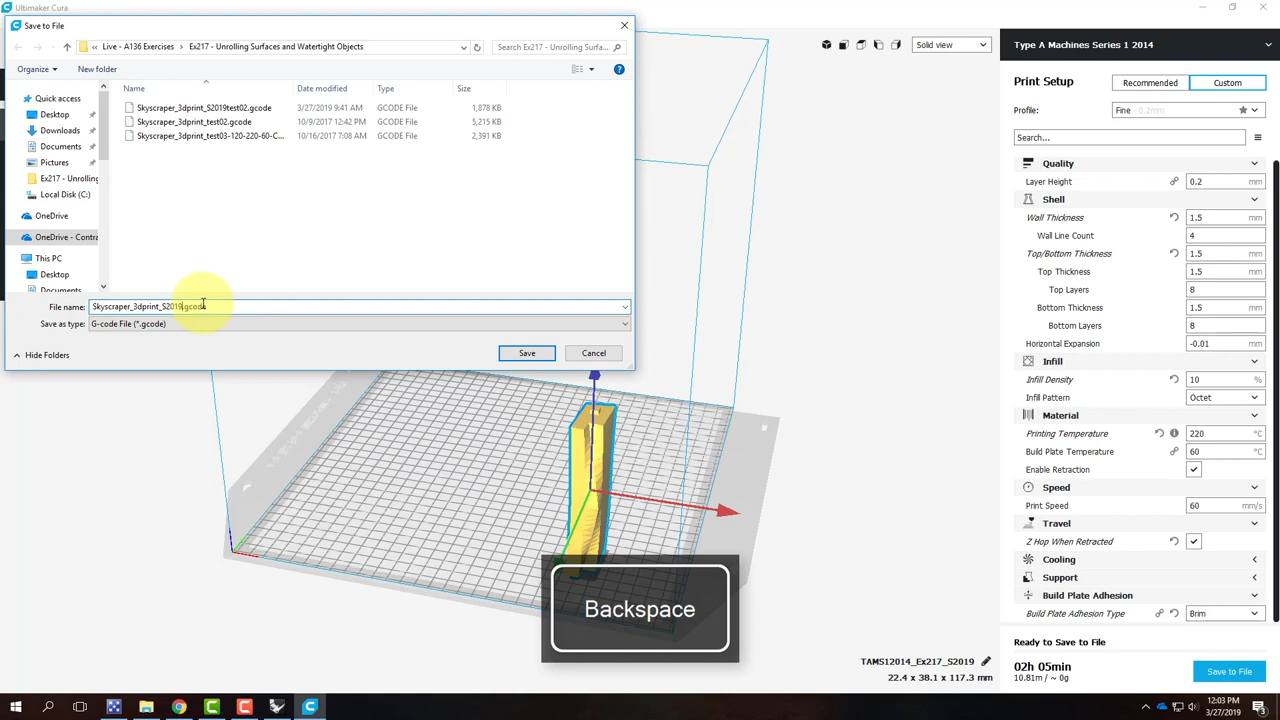 Ultimaker Cura
Save to File
« Live - A136 Exercises › Ex217 - Unrolling Surfaces and Watertight Objects
Search Ex217 - Unrolling Surfa...
Organize
New folder
Name
Date modified
Type
Size
Quick access
Desktop
Downloads
Documents
Pictures
Ex217 - Unrolling
Local Disk (C:)
OneDrive
OneDrive - Contra
This PC
Desktop
Documents
Skyscraper_3dprint_S2019test02.gcode 3/27/2019 9:41 AM GCODE File 1,878 KB
Skyscraper_3dprint_test02.gcode 10/9/2017 12:42 PM GCODE File 5,215 KB
Skyscraper_3dprint_test03-120-220-60-C... 10/16/2017 7:08 AM GCODE File 2,391 KB
File name: Skyscraper_3dprint_S2019.gcode
Save as type: G-code File (*.gcode)
Hide Folders
Save
Cancel
Solid view
Backspace
TAMS12014_Ex217_S2019
22.4 x 38.1 x 117.3 mm
Type A Machines Series 1 2014
Print Setup
Recommended
Custom
Profile: Fine - 0.2mm
Search...
Quality
Layer Height 0.2 mm
Shell
Wall Thickness 1.5 mm
Wall Line Count 4
Top/Bottom Thickness 1.5 mm
Top Thickness 1.5 mm
Top Layers 8
Bottom Thickness 1.5 mm
Bottom Layers 8
Horizontal Expansion -0.01 mm
Infill
Infill Density 10 %
Infill Pattern Octet
Material
Printing Temperature 220 °C
Build Plate Temperature 60 °C
Enable Retraction
Speed
Print Speed 60 mm/s
Travel
Z Hop When Retracted
Cooling
Support
Build Plate Adhesion
Build Plate Adhesion Type Brim
Ready to Save to File
02h 05min
10.81m / ~ 0g
Save to File
12:03 PM
3/27/2019